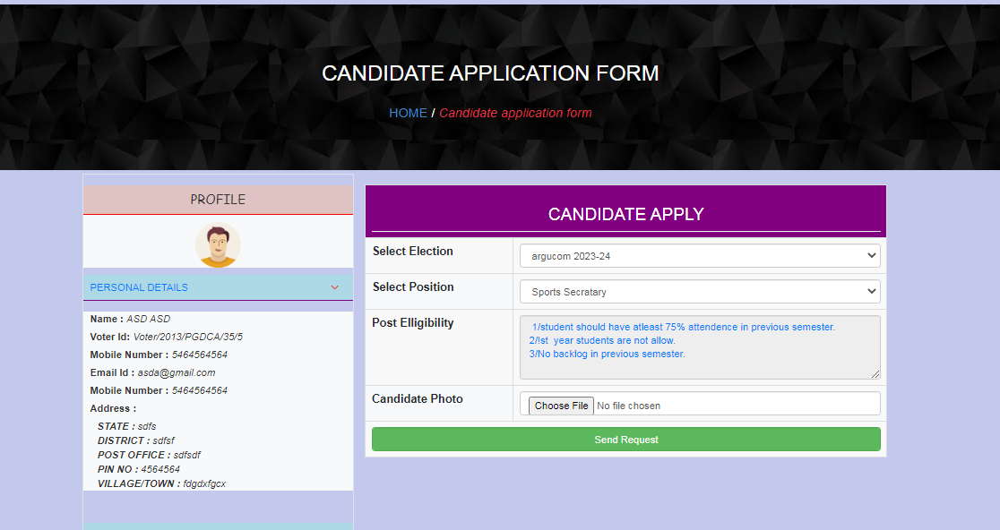 CANDIDATE APPLICATION FORM
HOME / Candidate application form
PROFILE
PERSONAL DETAILS
Name : ASD ASD
Voter Id: Voter/2013/PGDCA/35/5
Mobile Number : 5464564564
Email Id : asda@gmail.com
Mobile Number : 5464564564
Address :
STATE : sdfs
DISTRICT : sdfsf
POST OFFICE : sdfsdf
PIN NO : 4564564
VILLAGE/TOWN : fdgdxfgcx
CANDIDATE APPLY
Select Election
argucom 2023-24
Select Position
Sports Secratary
Post Elligibility
1/student should have atleast 75% attendence in previous semester.
2/Ist year students are not allow.
3/No backlog in previous semester.
Candidate Photo
Choose File No file chosen
Send Request